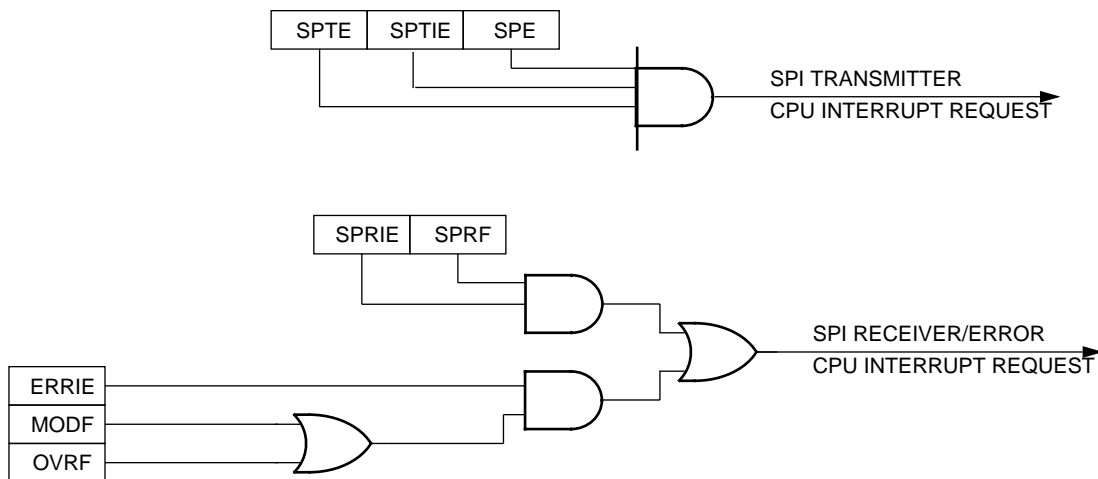 SPTE SPTIE SPE
SPI TRANSMITTER
CPU INTERRUPT REQUEST
SPRIE SPRF
SPI RECEIVER/ERROR
CPU INTERRUPT REQUEST
ERRIE
MODF
OVRF